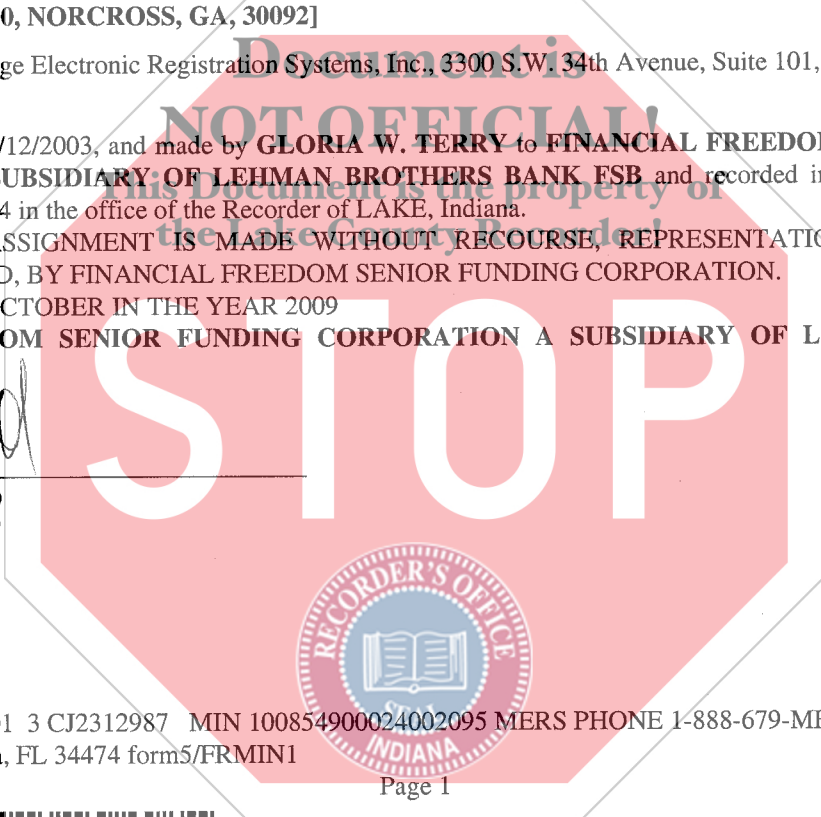 0, NORCROSS, GA, 30092]
ge Electronic Registration Systems, Inc., 3300 S.W. 34th Avenue, Suite 101,
Document is
NOT OFFICIAL!
/12/2003, and made by GLORIA W. TERRY to FINANCIAL FREEDO
SUBSIDIARY OF LEHMAN BROTHERS BANK FSB and recorded i
This Document is the property of
4 in the office of the Recorder of LAKE, Indiana.
the Lake County Recorder!
ASSIGNMENT IS MADE WITHOUT RECOURSE, REPRESENTATIO
D, BY FINANCIAL FREEDOM SENIOR FUNDING CORPORATION.
CTOBER IN THE YEAR 2009
OM SENIOR FUNDING CORPORATION A SUBSIDIARY OF L
STOP
RECORDER'S OFFICE
SEAL
INDIANA
1 3 CJ2312987 MIN 100854900024002095 MERS PHONE 1-888-679-ME
, FL 34474 form5/FRMIN1
Page 1